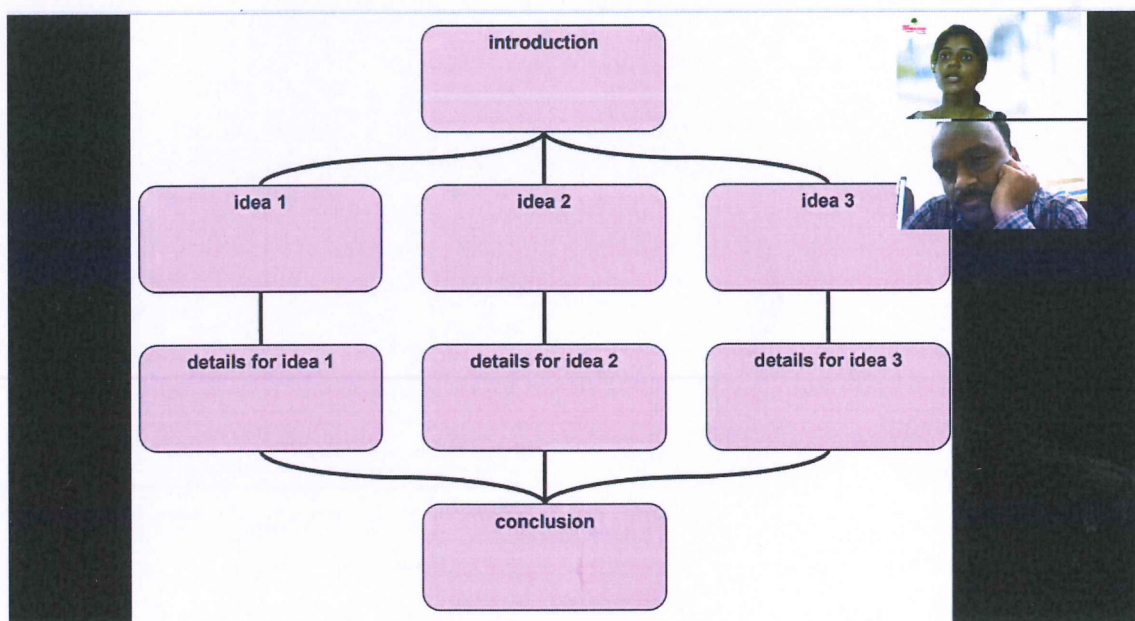 introduction
idea 1
idea 2
idea 3
details for idea 1
details for idea 2
details for idea 3
conclusion